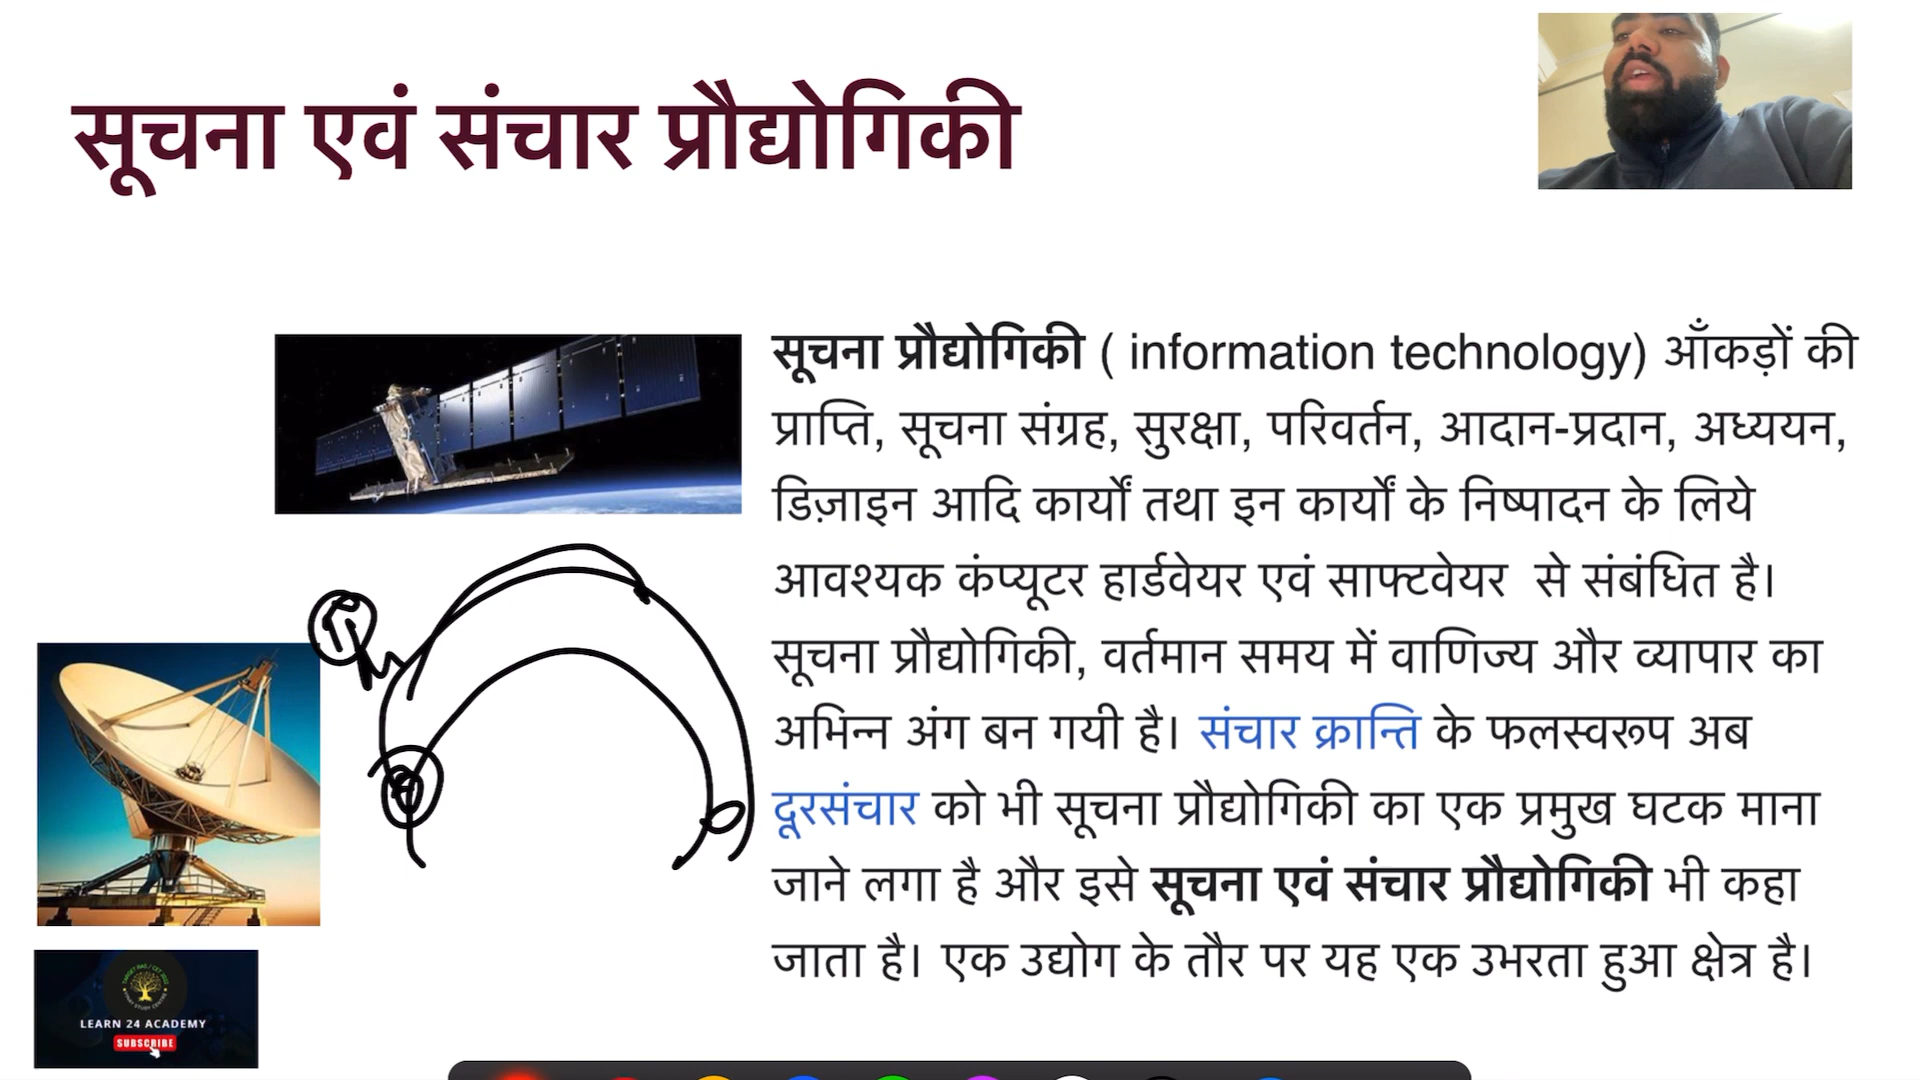 सूचना एवं संचार प्रौद्योगिकी
सूचना प्रौद्योगिकी ( information technology) आँकड़ों की
प्राप्ति, सूचना संग्रह, सुरक्षा, परिवर्तन, आदान-प्रदान, अध्ययन,
डिज़ाइन आदि कार्यों तथा इन कार्यों के निष्पादन के लिये
आवश्यक कंप्यूटर हार्डवेयर एवं साफ्टवेयर से संबंधित है।
सूचना प्रौद्योगिकी, वर्तमान समय में वाणिज्य और व्यापार का
अभिन्न अंग बन गयी है। संचार क्रान्ति के फलस्वरूप अब
दूरसंचार को भी सूचना प्रौद्योगिकी का एक प्रमुख घटक माना
जाने लगा है और इसे सूचना एवं संचार प्रौद्योगिकी भी कहा
जाता है। एक उद्योग के तौर पर यह एक उभरता हुआ क्षेत्र है।
LEARN 24 ACADEMY
SUBSCRIBE